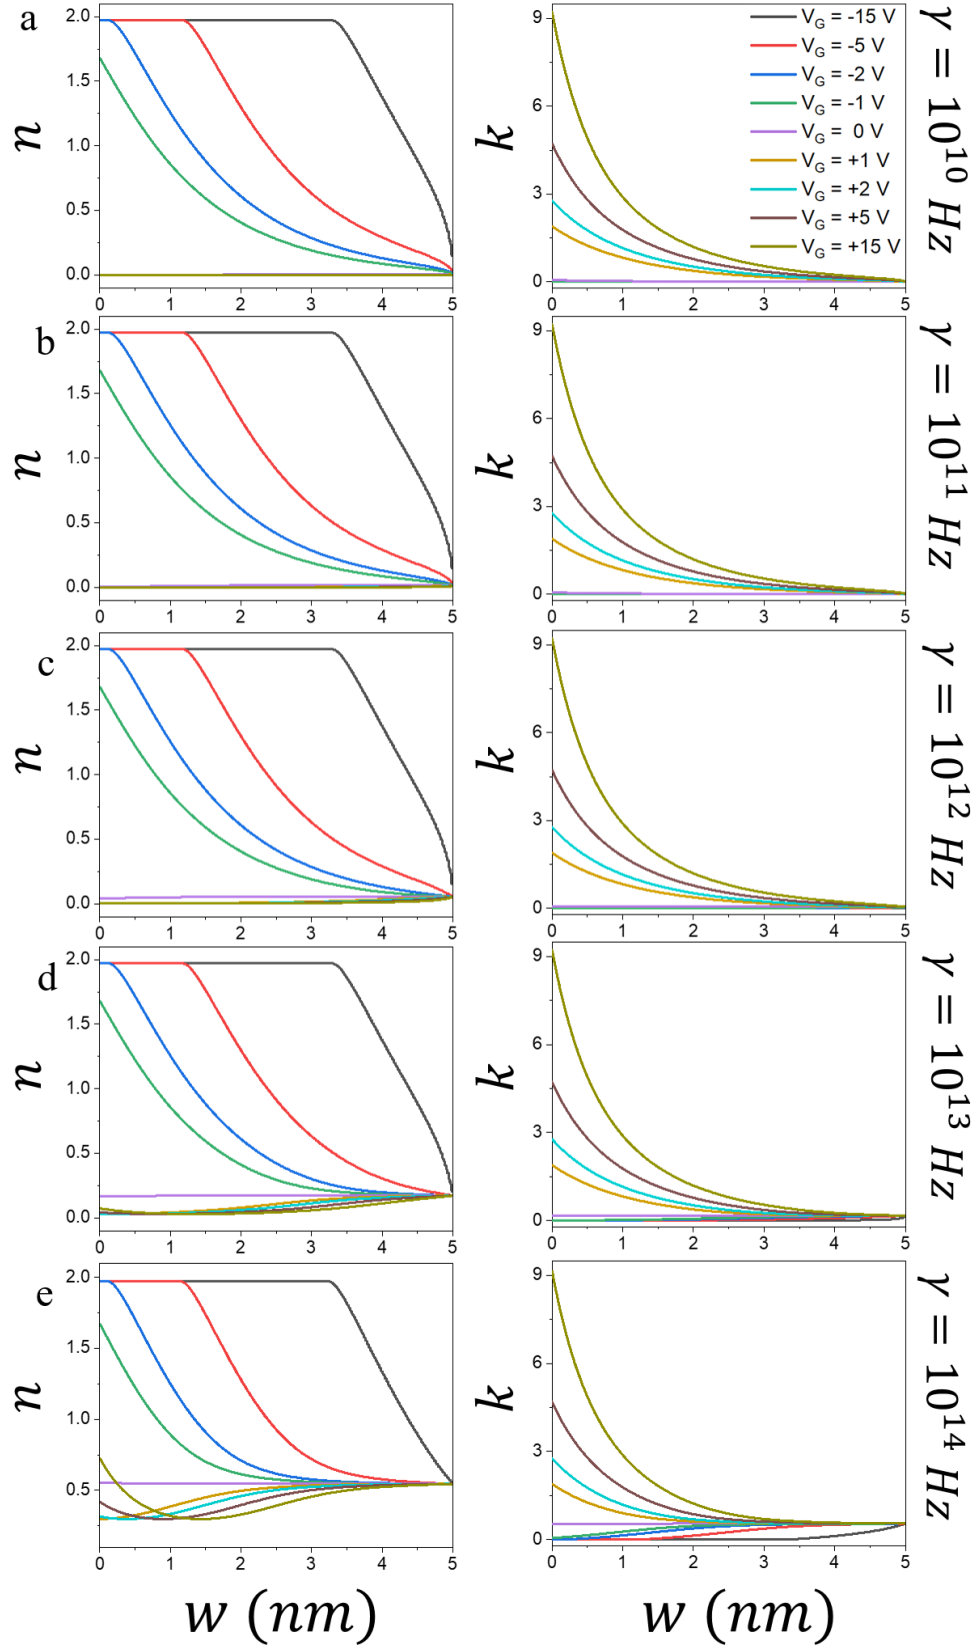 a
2.0
1.5
1.0
0.5
0.0
n
0 1 2 3 4 5
9
6
3
0
k
0 1 2 3 4 5
V_G = -15 V
V_G = -5 V
V_G = -2 V
V_G = -1 V
V_G = 0 V
V_G = +1 V
V_G = +2 V
V_G = +5 V
V_G = +15 V
γ = 10^10 Hz
b
2.0
1.5
1.0
0.5
0.0
n
0 1 2 3 4 5
9
6
3
0
k
0 1 2 3 4 5
γ = 10^11 Hz
c
2.0
1.5
1.0
0.5
0.0
n
0 1 2 3 4 5
9
6
3
0
k
0 1 2 3 4 5
γ = 10^12 Hz
d
2.0
1.5
1.0
0.5
0.0
n
0 1 2 3 4 5
9
6
3
0
k
0 1 2 3 4 5
γ = 10^13 Hz
e
2.0
1.5
1.0
0.5
n
0 1 2 3 4 5
9
6
3
0
k
0 1 2 3 4 5
γ = 10^14 Hz
w (nm)
w (nm)